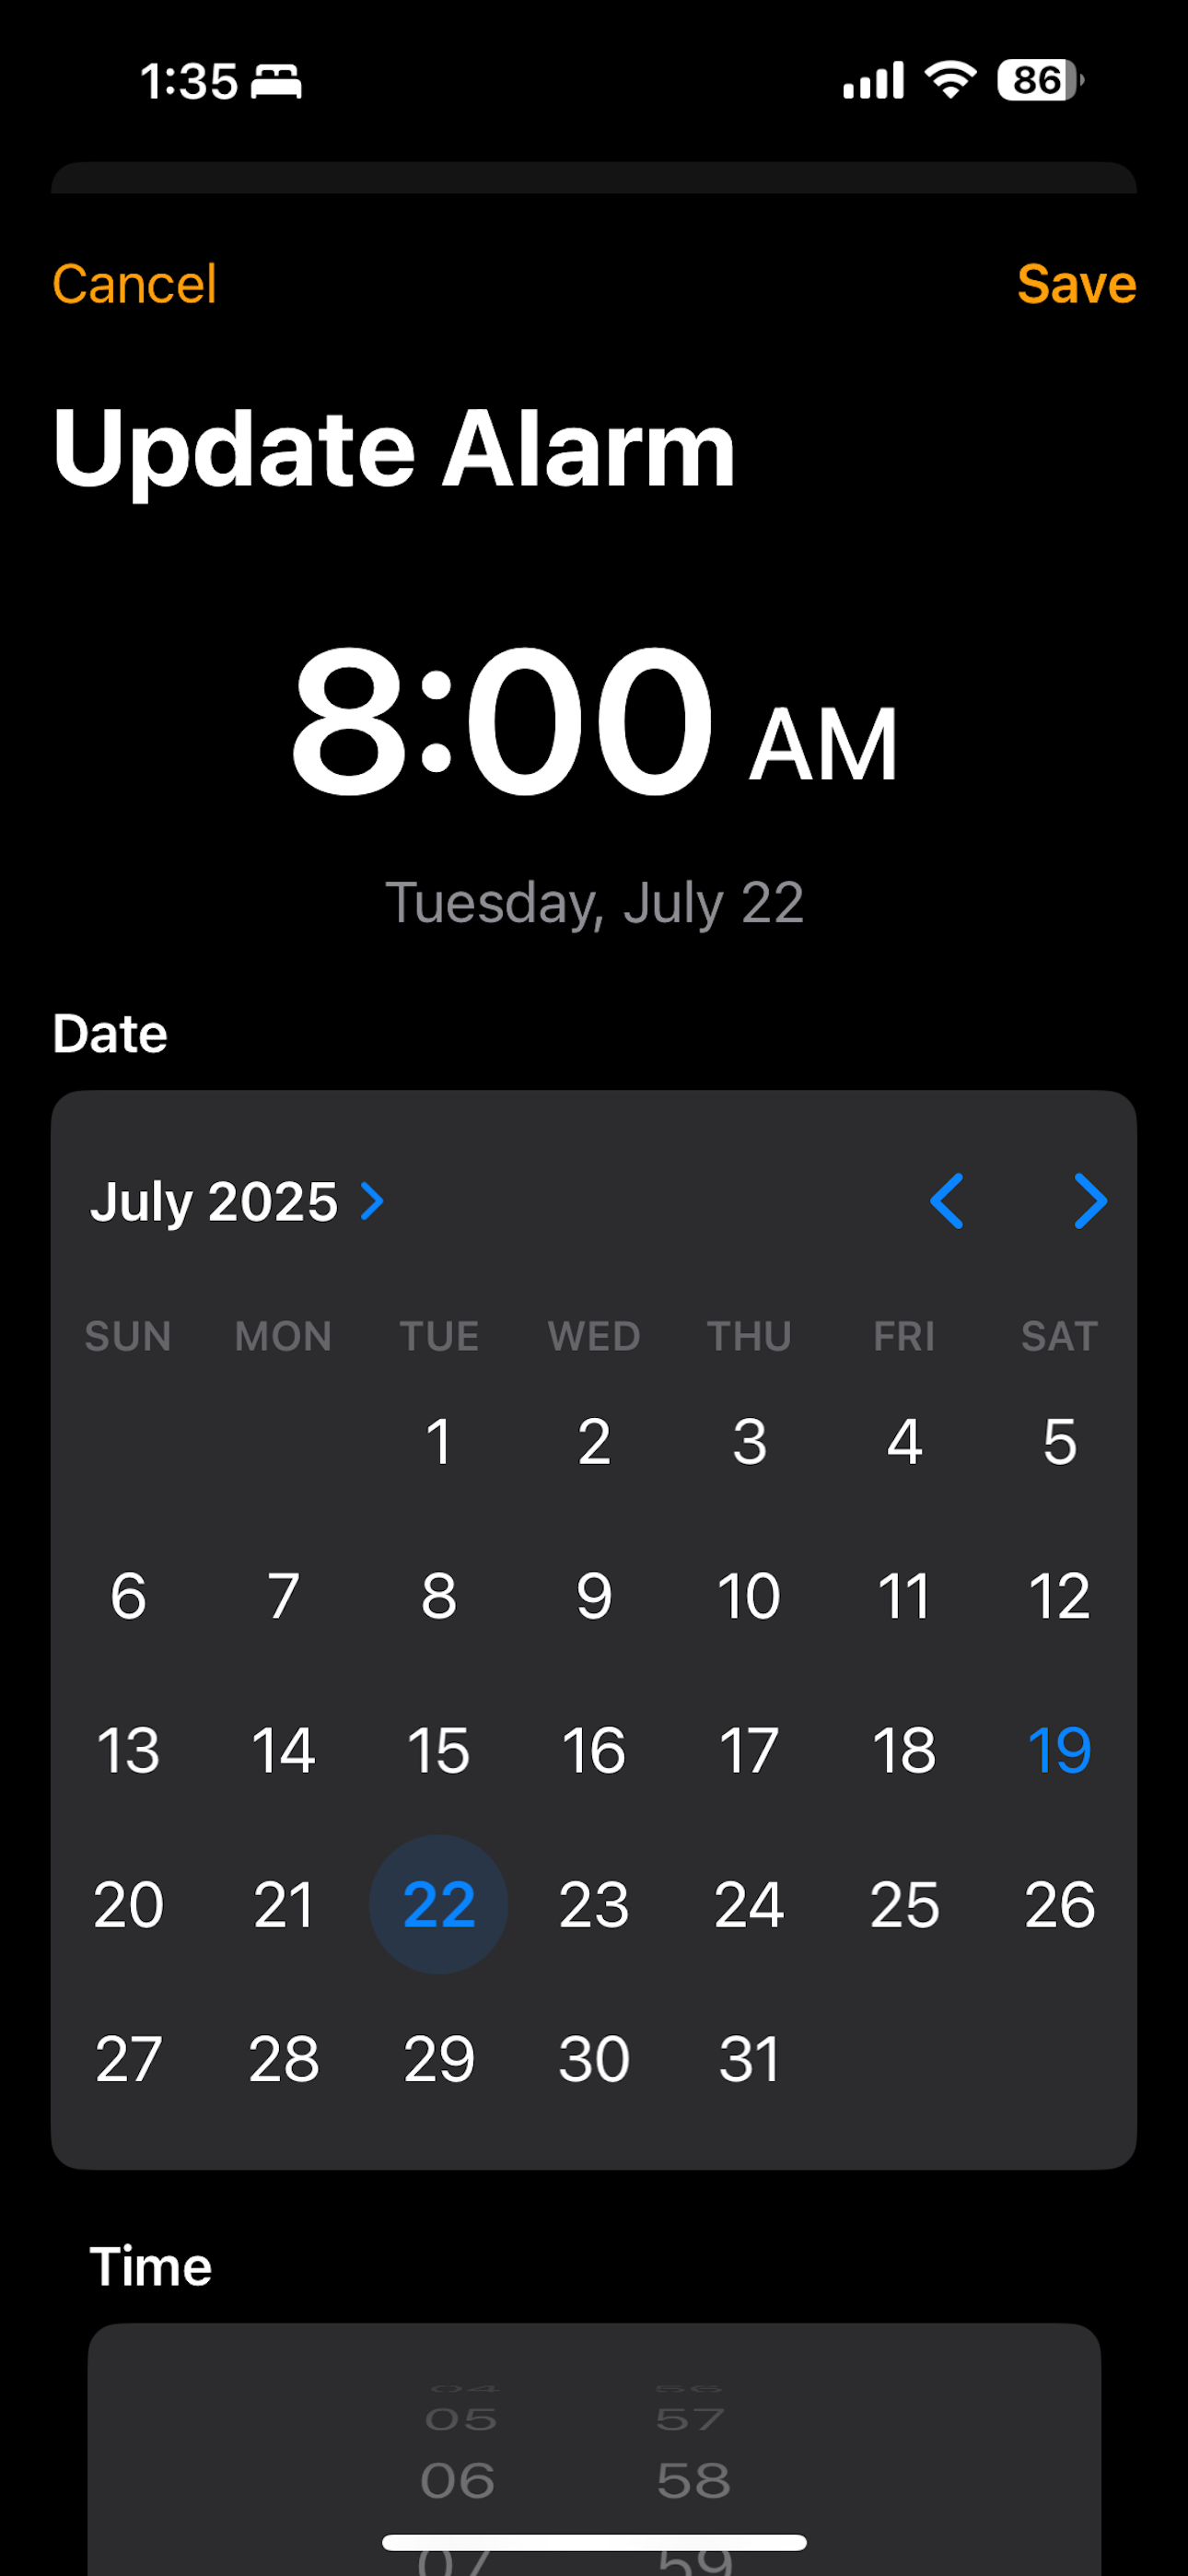 1:35 86
Cancel Save
Update Alarm
8:00 AM
Tuesday, July 22
Date
July 2025
SUN MON TUE WED THU FRI SAT
1 2 3 4 5
6 7 8 9 10 11 12
13 14 15 16 17 18 19
20 21 22 23 24 25 26
27 28 29 30 31
Time
04 56
05 57
06 58
07 59